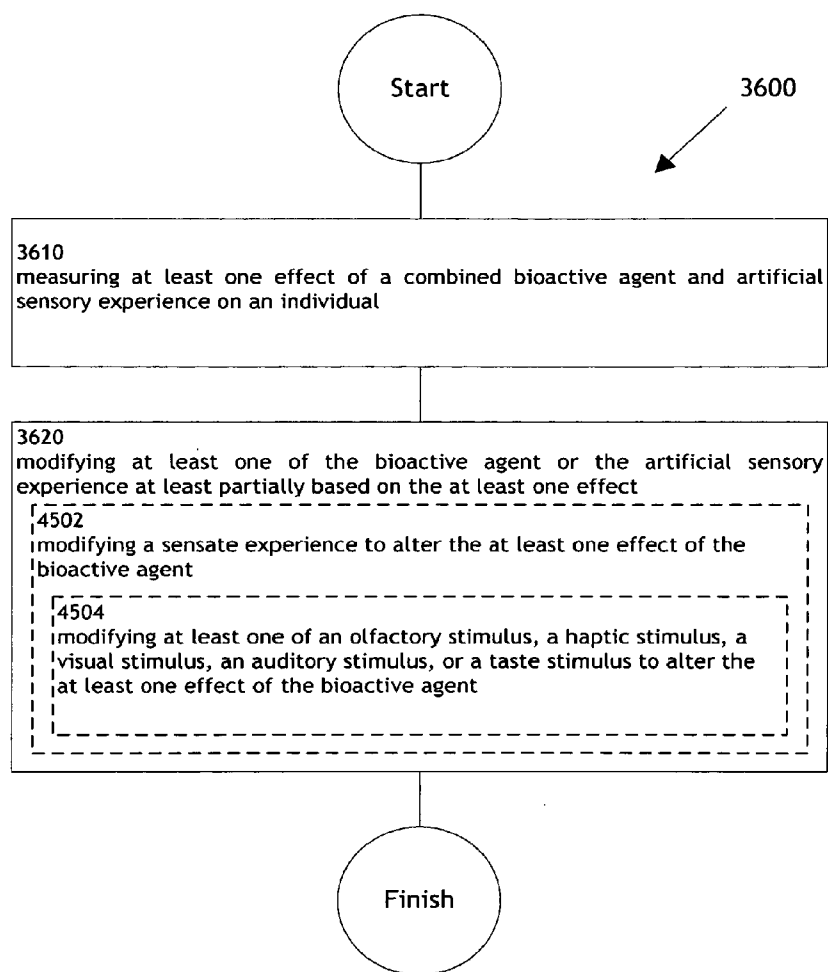 Start
3600
3610
measuring at least one effect of a combined bioactive agent and artificial
sensory experience on an individual
3620
modifying at least one of the bioactive agent or the artificial sensory
experience at least partially based on the at least one effect
4502
modifying a sensate experience to alter the at least one effect of the
bioactive agent
4504
modifying at least one of an olfactory stimulus, a haptic stimulus, a
visual stimulus, an auditory stimulus, or a taste stimulus to alter the
at least one effect of the bioactive agent
Finish